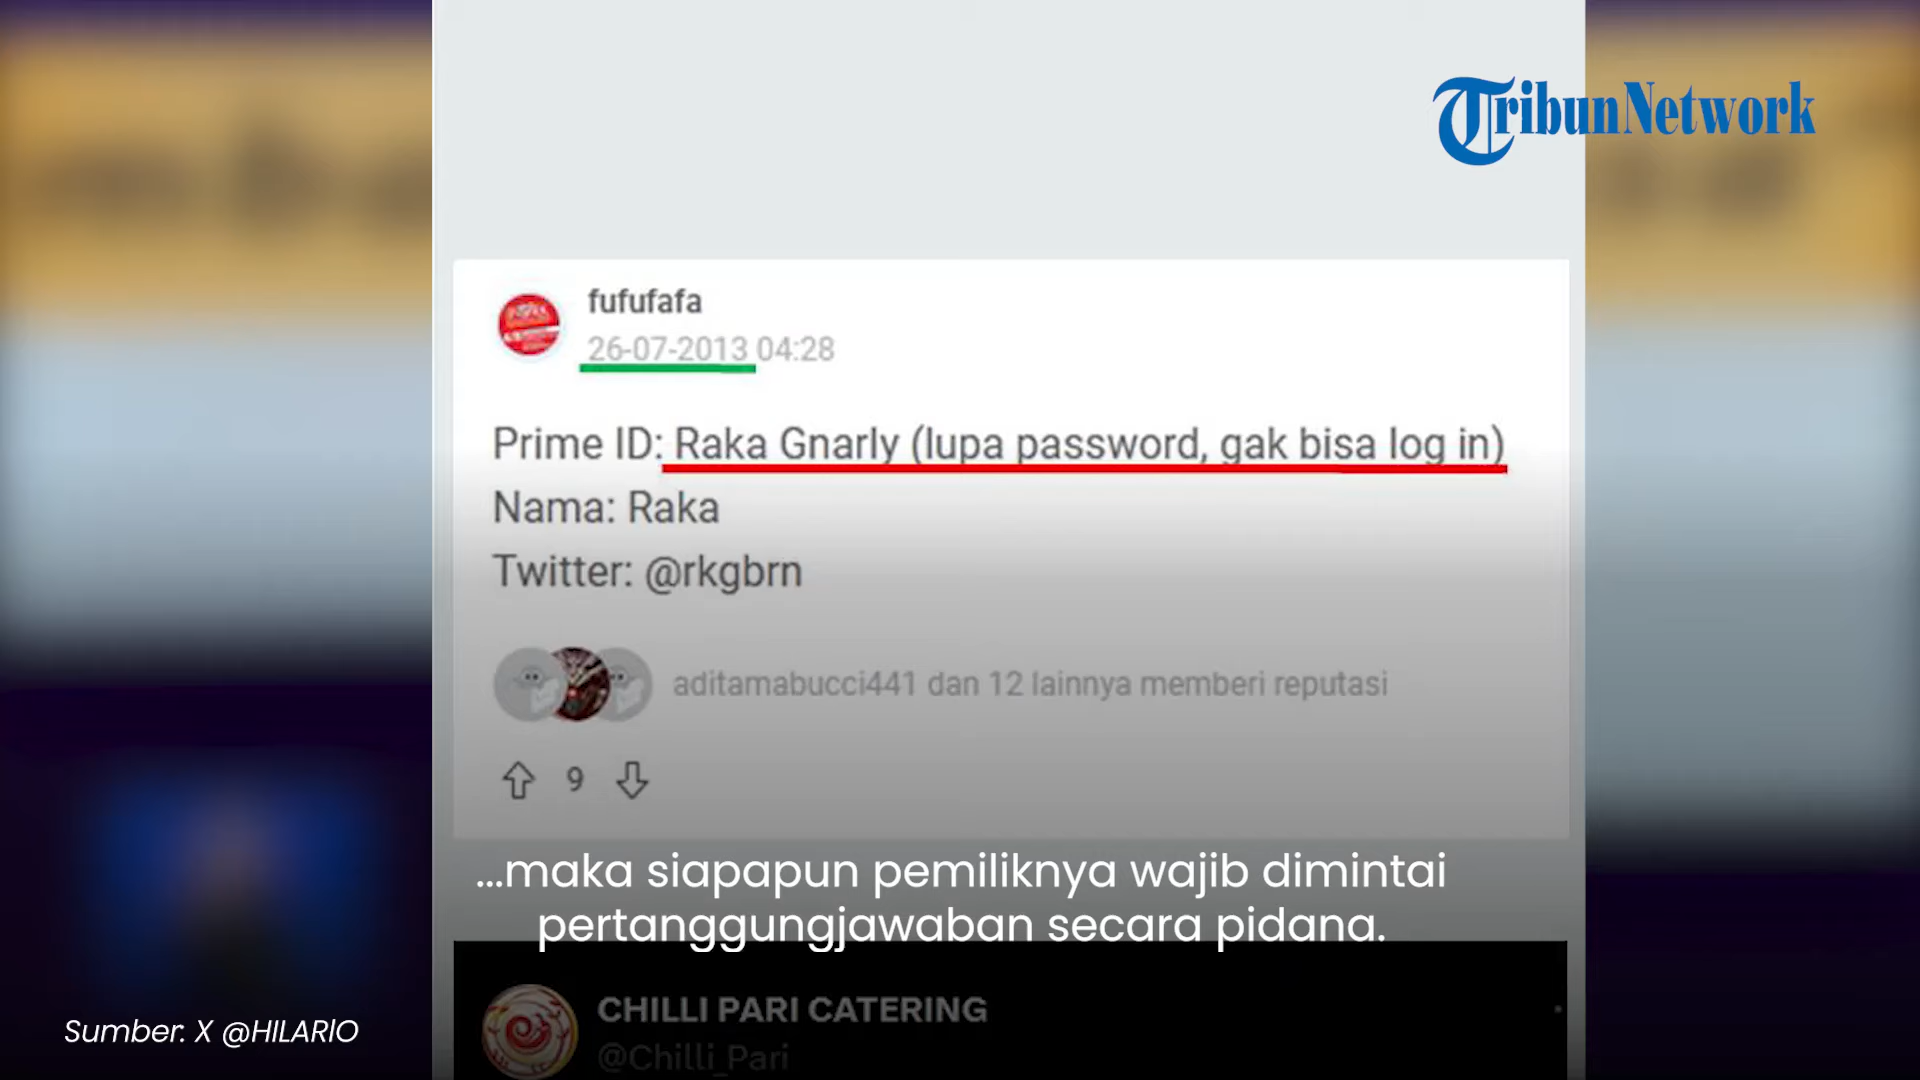 TribunNetwork
fufufafa
26-07-2013 04:28
Prime ID: Raka Gnarly (lupa password, gak bisa log in)
Nama: Raka
Twitter: @rkgbrn
aditamabucci441 dan 12 lainnya memberi reputasi
9
...maka siapapun pemiliknya wajib dimintai
pertanggungjawaban secara pidana.
CHILLI PARI CATERING
@Chilli_Pari
Sumber: X @HILARlO